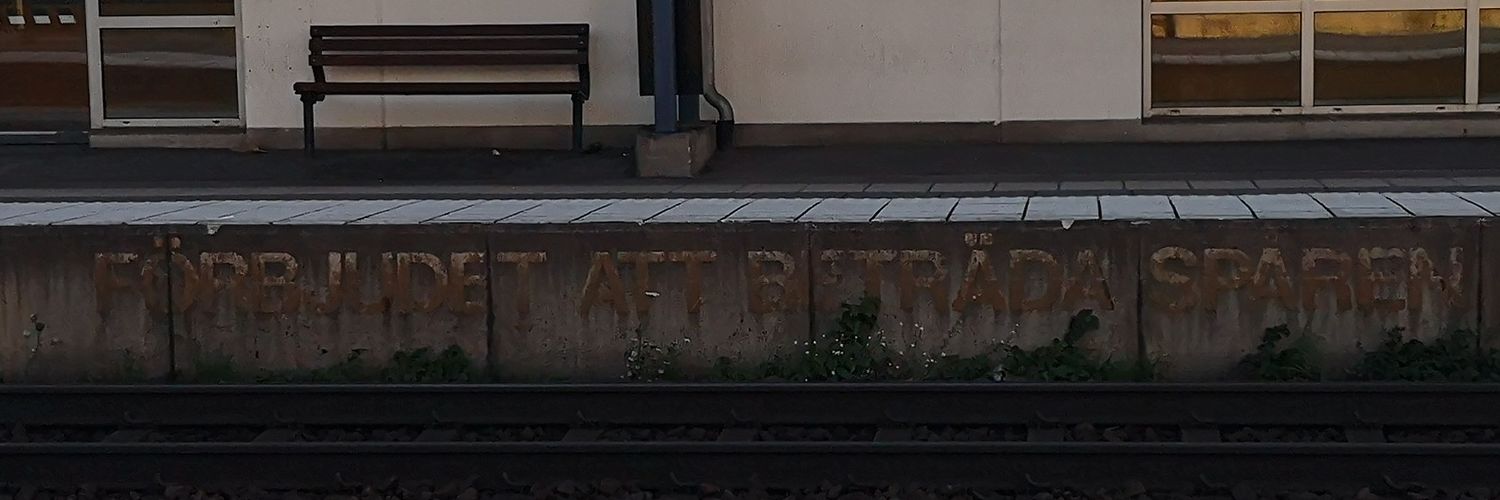 FÖRBJUDET ATT BETRÄDA SPÅREN